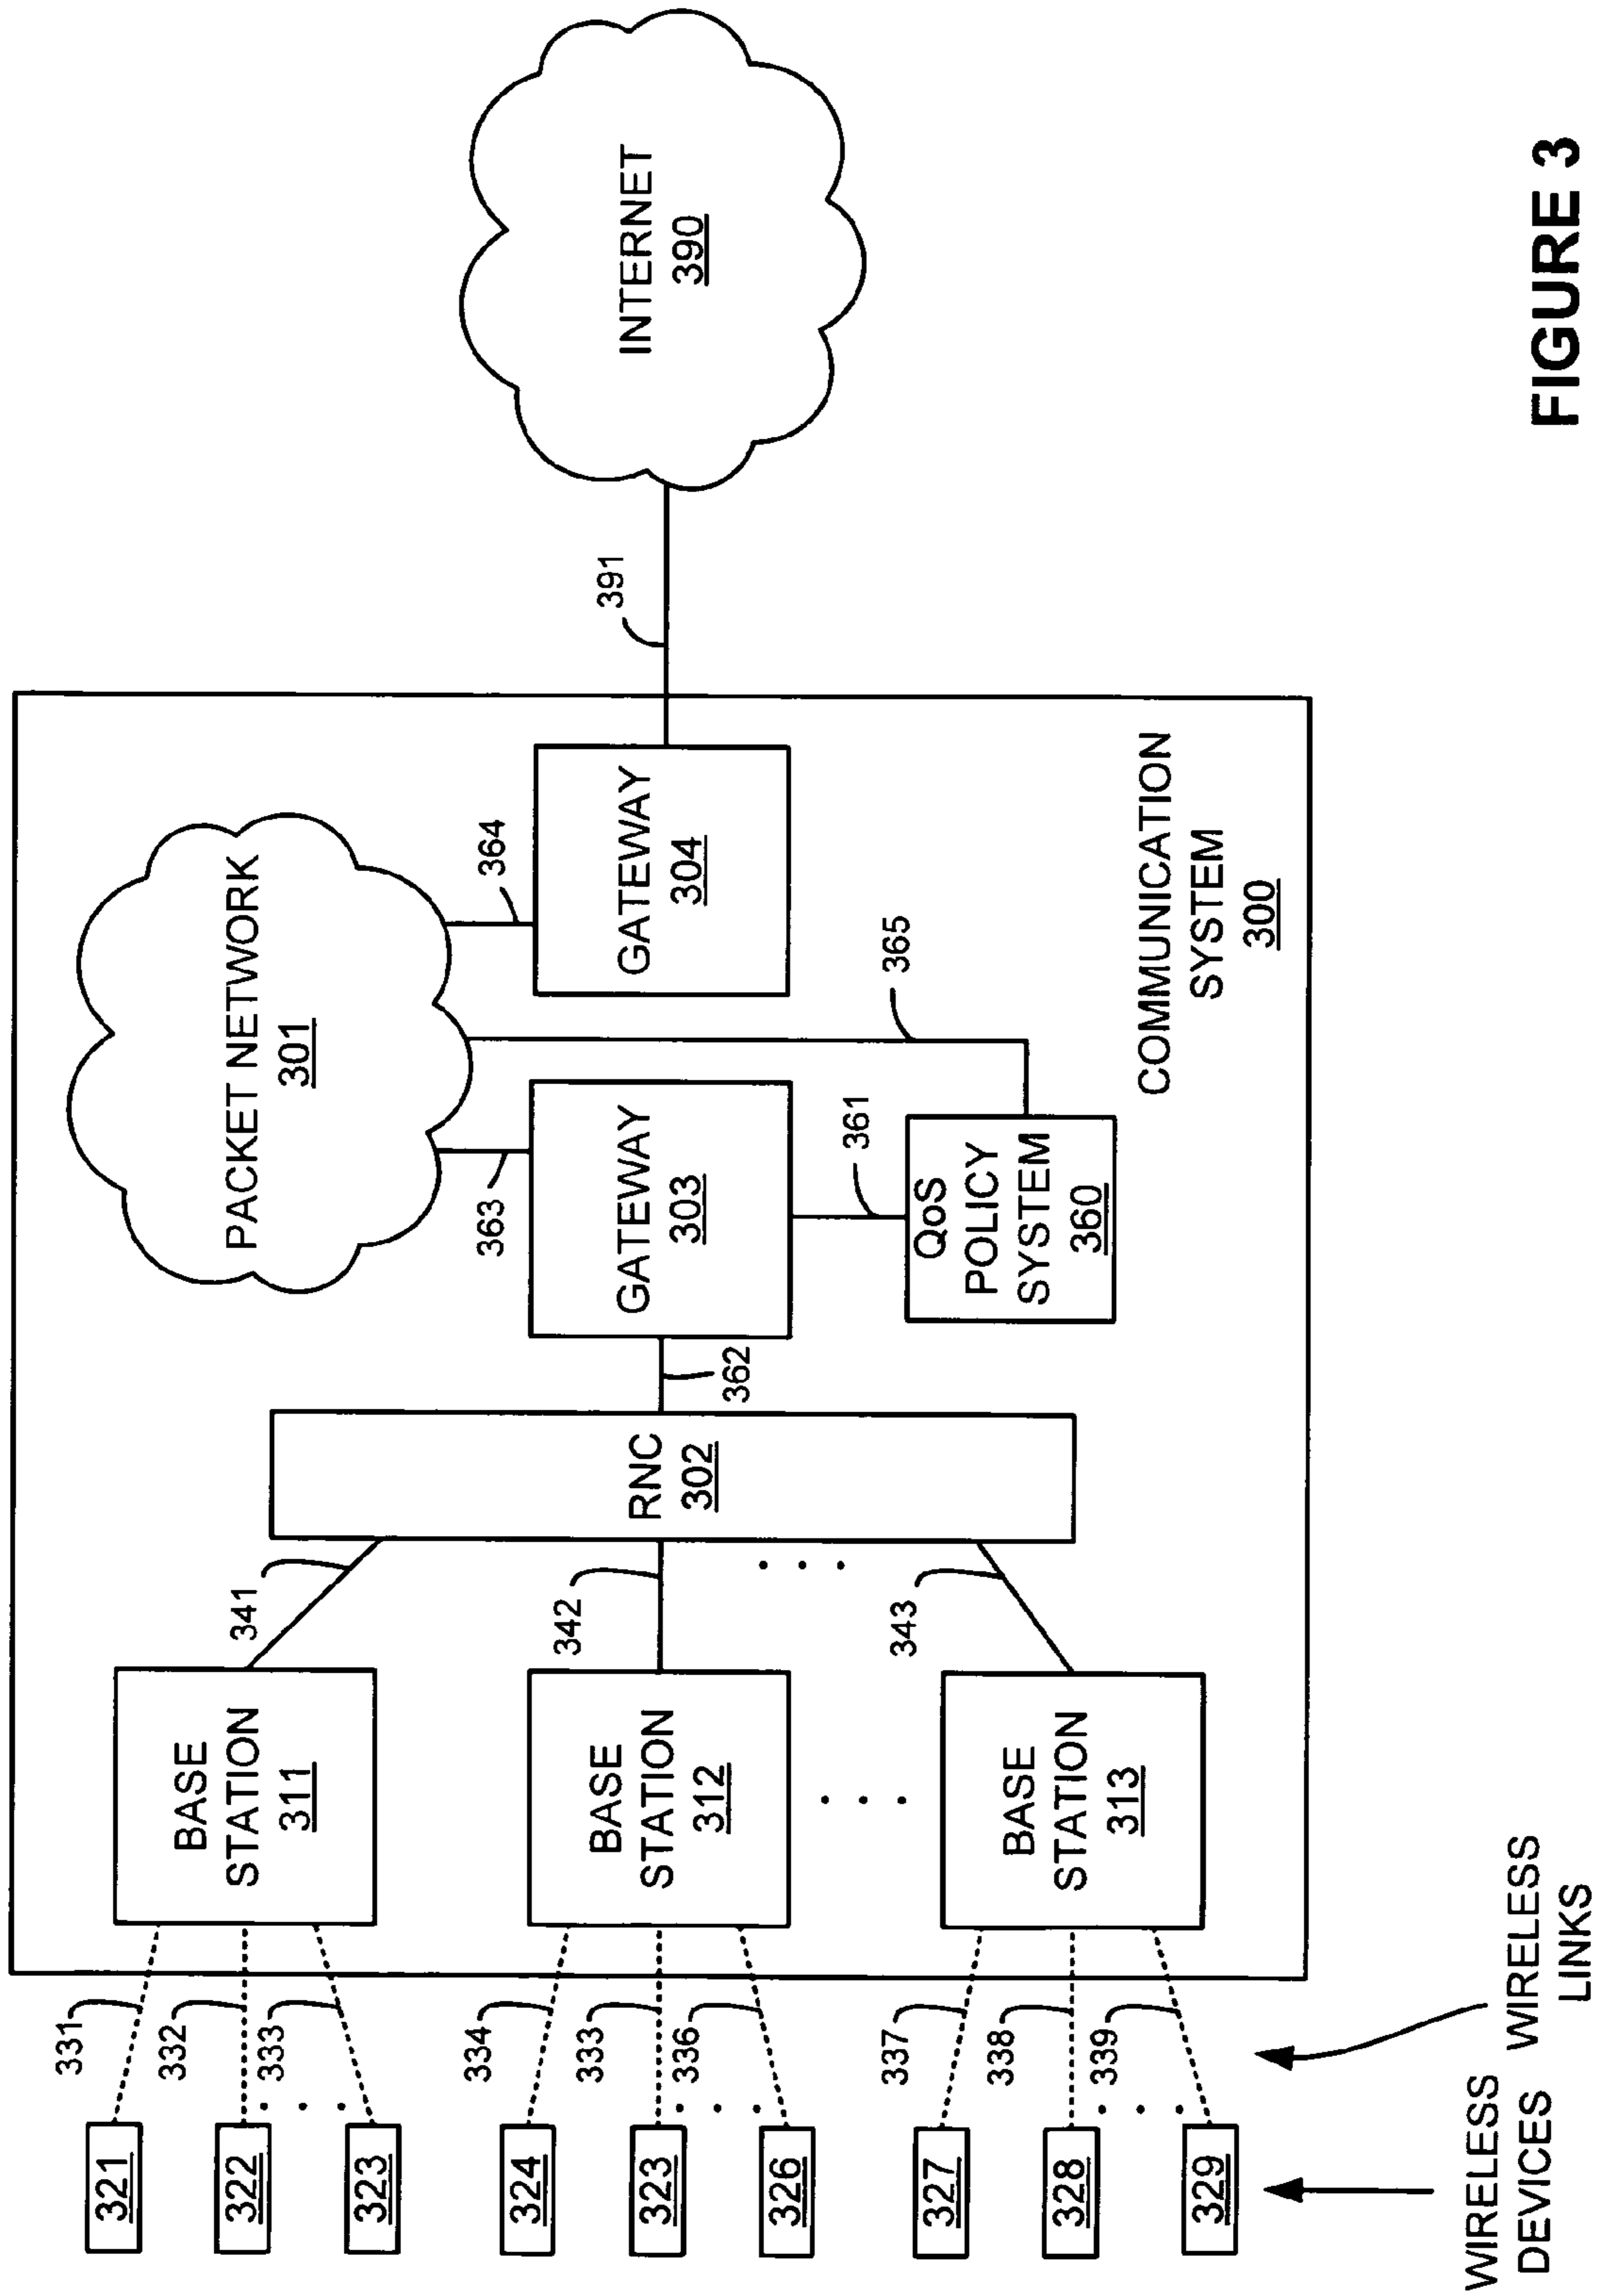 321
322
323
324
323
326
327
328
329
WIRELESS
DEVICES
331
332
333
334
333
336
337
338
339
WIRELESS
LINKS
BASE
STATION
311
BASE
STATION
312
BASE
STATION
313
341
342
343
RNC
302
362
GATEWAY
303
363
361
QoS
POLICY
SYSTEM
360
365
PACKET NETWORK
301
364
GATEWAY
304
COMMUNICATION
SYSTEM
300
391
INTERNET
390
FIGURE 3